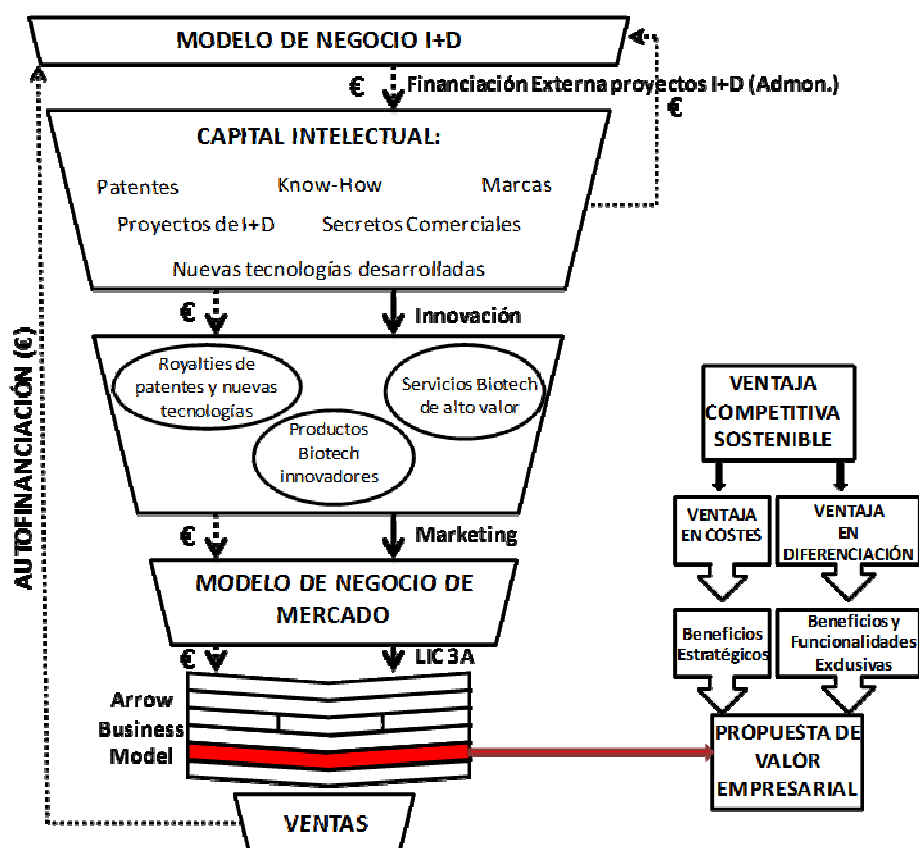 MODELO DE NEGOCIO I+D
€
Financiación Externa proyectos I+D (Admon.)
€
CAPITAL INTELECTUAL:
Patentes
Know-How
Marcas
Proyectos de I+D
Secretos Comerciales
Nuevas tecnologías desarrolladas
€
Innovación
Royalties de
patentes y nuevas
tecnologías
Servicios Biotech
de alto valor
Productos
Biotech
innovadores
€
Marketing
MODELO DE NEGOCIO DE
MERCADO
€
LIC 3A
Arrow
Business
Model
VENTAS
AUTOFINANCIACIÓN (€)
VENTAJA
COMPETITIVA
SOSTENIBLE
VENTAJA
EN COSTES
VENTAJA
EN
DIFERENCIACIÓN
Beneficios
Estratégicos
Beneficios y
Funcionalidades
Exclusivas
PROPUESTA DE
VALOR
EMPRESARIAL